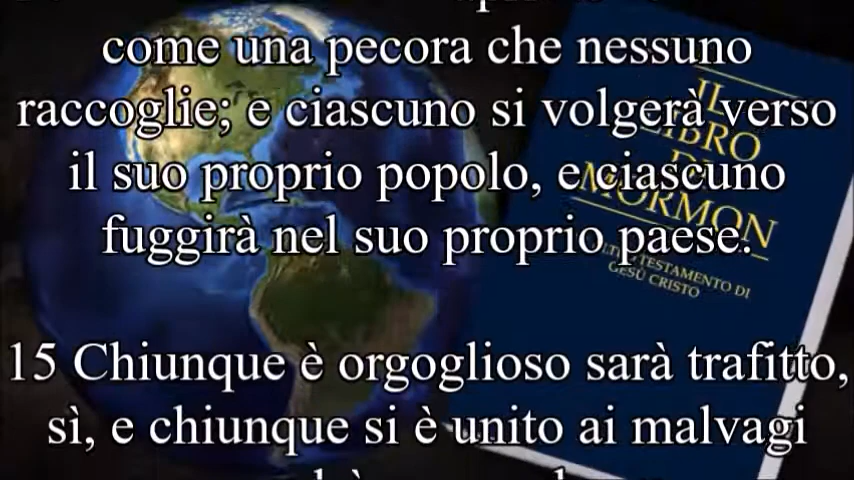 come una pecora che nessuno
raccoglie; e ciascuno si volgerà verso
il suo proprio popolo, e ciascuno
fuggirà nel suo proprio paese.
15 Chiunque è orgoglioso sarà trafitto,
sì, e chiunque si è unito ai malvagi
IL
LIBRO
DI
MORMON
TESTAMENTO DI
GESÙ CRISTO